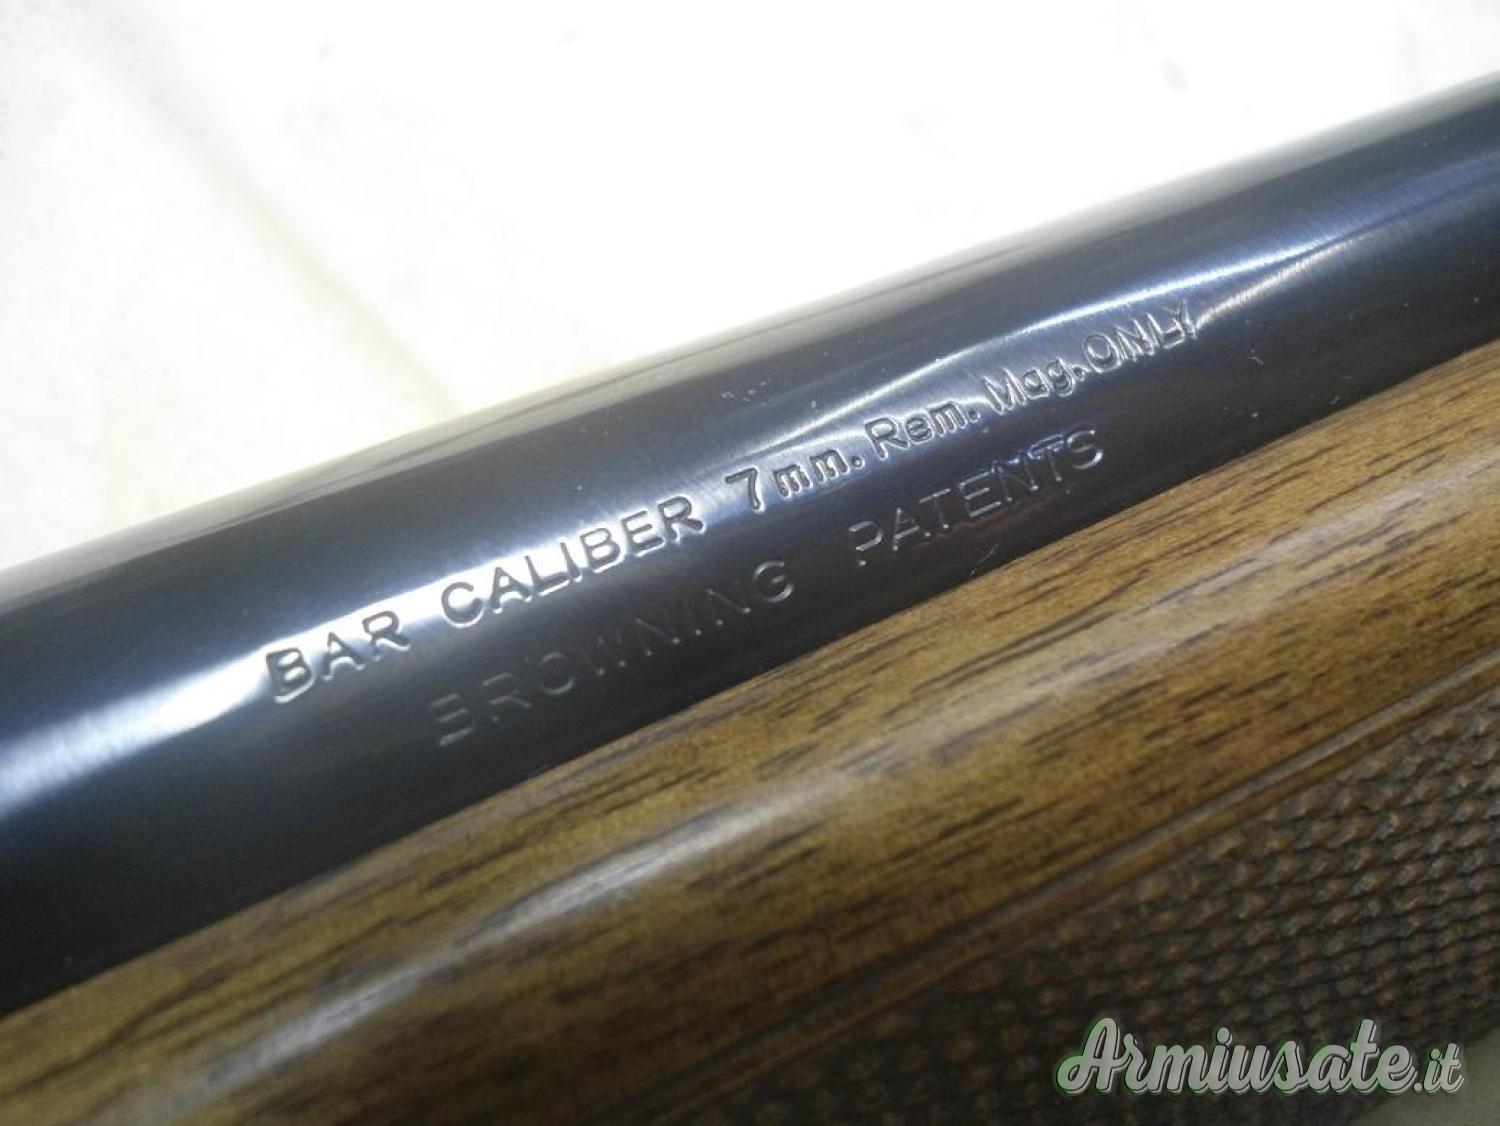 BAR CALIBER 7mm. Rem. Mag. ONLY
BROWNING PATENTS
Armiusate.it